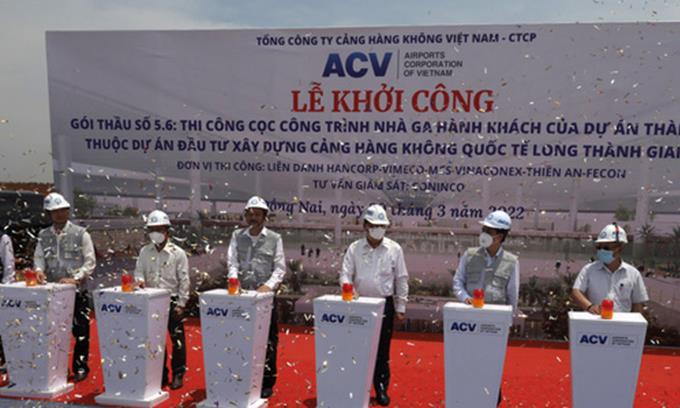 TỔNG CÔNG TY CẢNG HÀNG KHÔNG VIỆT NAM - CTCP
ACV
AIRPORTS
CORPORATION
OF VIETNAM
LỄ KHỞI CÔNG
GÓI THẦU SỐ 5.6: THI CÔNG CỌC CÔNG TRÌNH NHÀ GA HÀNH KHÁCH CỦA DỰ ÁN THÀ
THUỘC DỰ ÁN ĐẦU TƯ XÂY DỰNG CẢNG HÀNG KHÔNG QUỐC TẾ LONG THÀNH GIA
ĐƠN VỊ THI CÔNG: LIÊN DANH HANCORP-VIMECO-MCS VINACONEX-THIÊN AN-FECON
TƯ VẤN GIÁM SÁT: CONINCO
Nai, ngày tháng 3 năm 2022
ACV
ACV
ACV
ACV
ACV
ACV